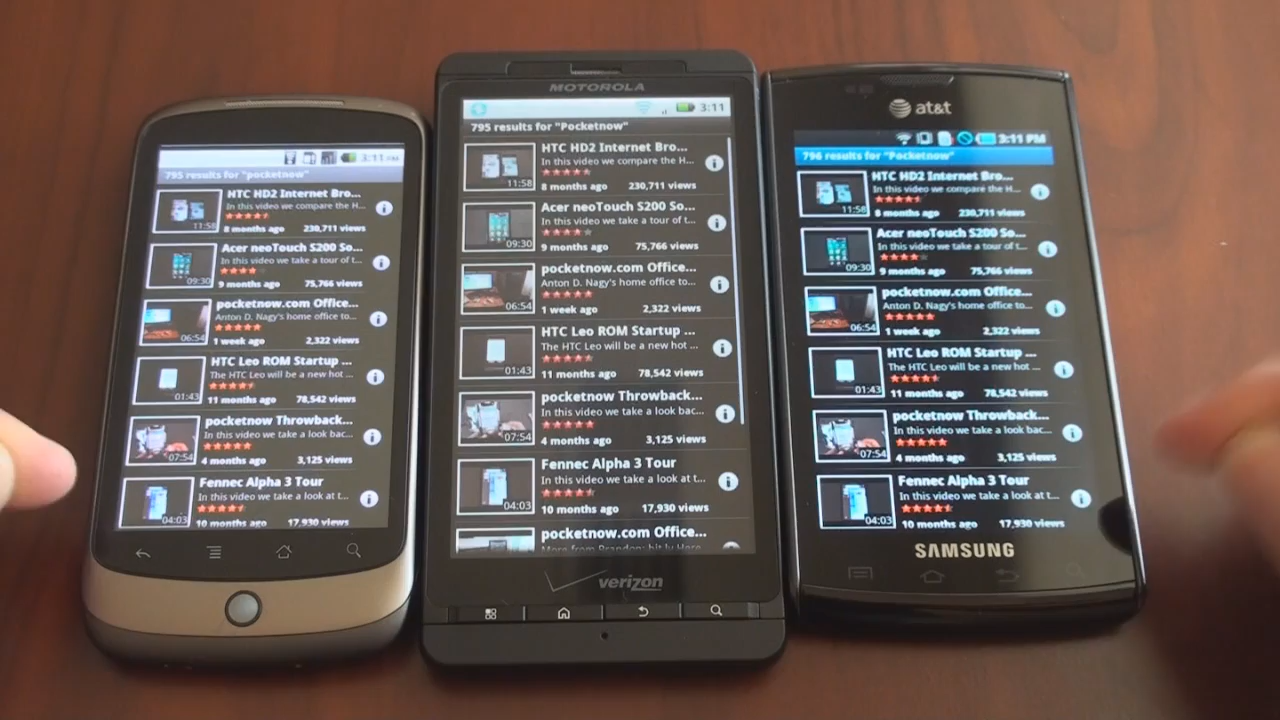 3:11 PM
795 results for "pocketnow"
HTC HD2 Internet Bro...
In this video we compare the H...
11:58
8 months ago 230,711 views
Acer neoTouch S200 So...
In this video we take a tour of t...
09:30
9 months ago 75,766 views
pocketnow.com Office...
Anton D. Nagy's home office to...
06:54
1 week ago 2,322 views
HTC Leo ROM Startup ...
The HTC Leo will be a new hot ...
01:43
11 months ago 78,542 views
pocketnow Throwback...
In this video we take a look bac...
07:54
4 months ago 3,125 views
Fennec Alpha 3 Tour
In this video we take a look at t...
04:03
10 months ago 17,930 views
MOTOROLA
3:11
795 results for "Pocketnow"
HTC HD2 Internet Bro...
In this video we compare the H...
11:58
8 months ago 230,711 views
Acer neoTouch S200 So...
In this video we take a tour of t...
09:30
9 months ago 75,766 views
pocketnow.com Office...
Anton D. Nagy's home office to...
06:54
1 week ago 2,322 views
HTC Leo ROM Startup ...
The HTC Leo will be a new hot ...
01:43
11 months ago 78,542 views
pocketnow Throwback...
In this video we take a look bac...
07:54
4 months ago 3,125 views
Fennec Alpha 3 Tour
In this video we take a look at t...
04:03
10 months ago 17,930 views
pocketnow.com Office...
verizon
at&t
3:11 PM
796 results for "Pocketnow"
HTC HD2 Internet Bro...
In this video we compare the H...
11:58
8 months ago 230,711 views
Acer neoTouch S200 So...
In this video we take a tour of t...
09:30
9 months ago 75,766 views
pocketnow.com Office...
Anton D. Nagy's home office to...
06:54
1 week ago 2,322 views
HTC Leo ROM Startup ...
The HTC Leo will be a new hot ...
01:43
11 months ago 78,542 views
pocketnow Throwback...
In this video we take a look bac...
07:54
4 months ago 3,125 views
Fennec Alpha 3 Tour
In this video we take a look at t...
04:03
10 months ago 17,930 views
SAMSUNG